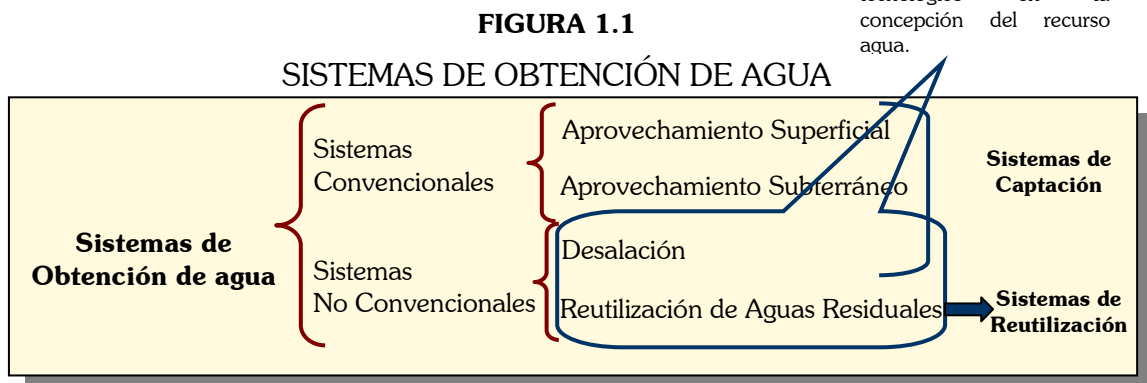 concepción del recurso
agua.
FIGURA 1.1
SISTEMAS DE OBTENCIÓN DE AGUA
Sistemas de
Obtención de agua
Sistemas
Convencionales
Aprovechamiento Superficial
Aprovechamiento Subterráneo
Sistemas
No Convencionales
Desalación
Reutilización de Aguas Residuales
Sistemas de
Captación
Sistemas de
Reutilización